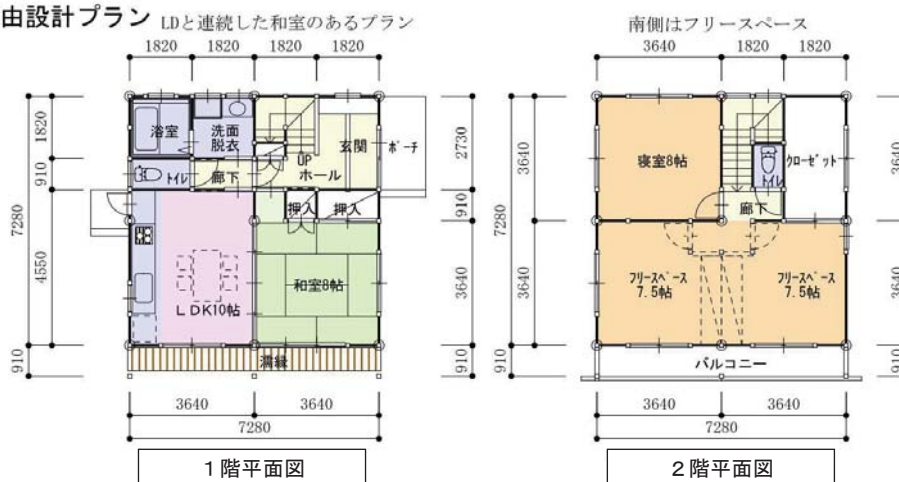 由設計プラン LDと連続した和室のあるプラン
南側はフリースペース
1820 1820 1820 1820
3640 1820 1820
浴室
洗面
脱衣
玄関
ポーチ
UP
ホール
トイレ
廊下
押入
押入
和室8帖
LDK10帖
濡縁
1820
910
4550
910
7280
2730
910
3640
910
3640 3640
7280
1階平面図
寝室8帖
トイレ
クローゼット
廊下
フリースペース
7.5帖
フリースペース
7.5帖
バルコニー
3640
3640
910
7280
3640
3640
910
3640 3640
7280
2階平面図